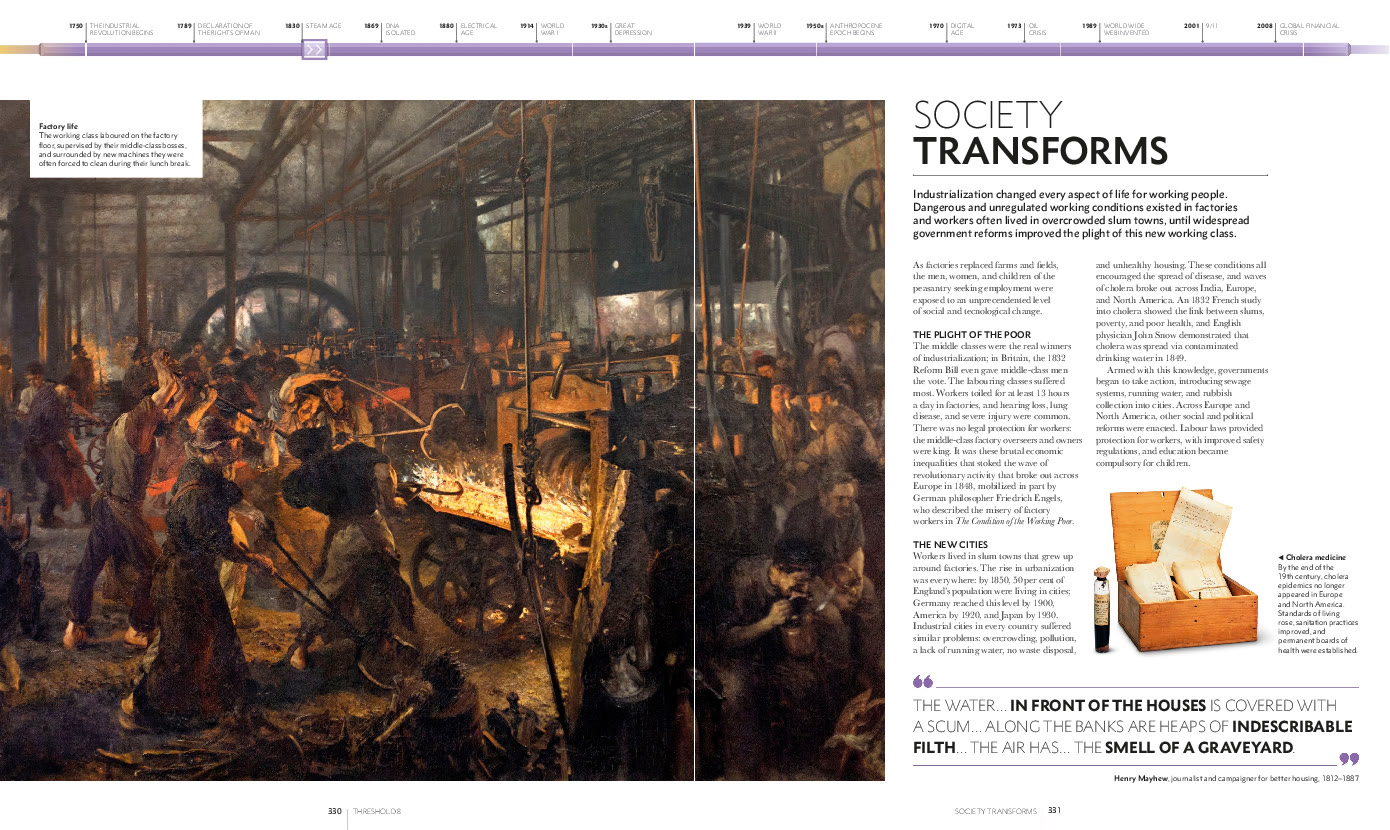 1750 THE INDUSTRIAL
REVOLUTION BEGINS
1789 DECLARATION OF
THE RIGHTS OF MAN
1830 STEAM AGE
1869 DNA
ISOLATED
1880 ELECTRICAL
AGE
1914 WORLD
WAR I
1930s GREAT
DEPRESSION
1939 WORLD
WAR II
1950s ANTHROPOCENE
EPOCH BEGINS
1970 DIGITAL
AGE
1973 OIL
CRISIS
1989 WORLD WIDE
WEB INVENTED
2001 9/11
2008 GLOBAL FINANCIAL
CRISIS
Factory life
The working class laboured on the factory
floor, supervised by their middle-class bosses,
and surrounded by new machines they were
often forced to clean during their lunch break.
SOCIETY
TRANSFORMS
Industrialization changed every aspect of life for working people.
Dangerous and unregulated working conditions existed in factories
and workers often lived in overcrowded slum towns, until widespread
government reforms improved the plight of this new working class.
As factories replaced farms and fields,
the men, women, and children of the
peasantry seeking employment were
exposed to an unprecendented level
of social and tecnological change.
THE PLIGHT OF THE POOR
The middle classes were the real winners
of industrialization; in Britain, the 1832
Reform Bill even gave middle-class men
the vote. The labouring classes suffered
most. Workers toiled for at least 13 hours
a day in factories, and hearing loss, lung
disease, and severe injury were common.
There was no legal protection for workers:
the middle-class factory overseers and owners
were king. It was these brutal economic
inequalities that stoked the wave of
revolutionary activity that broke out across
Europe in 1848, mobilized in part by
German philosopher Friedrich Engels,
who described the misery of factory
workers in The Condition of the Working Poor.
THE NEW CITIES
Workers lived in slum towns that grew up
around factories. The rise in urbanization
was everywhere: by 1850, 50 per cent of
England's population were living in cities;
Germany reached this level by 1900,
America by 1920, and Japan by 1930.
Industrial cities in every country suffered
similar problems: overcrowding, pollution,
a lack of running water, no waste disposal,
and unhealthy housing. These conditions all
encouraged the spread of disease, and waves
of cholera broke out across India, Europe,
and North America. An 1832 French study
into cholera showed the link between slums,
poverty, and poor health, and English
physician John Snow demonstrated that
cholera was spread via contaminated
drinking water in 1849.
Armed with this knowledge, governments
began to take action, introducing sewage
systems, running water, and rubbish
collection into cities. Across Europe and
North America, other social and political
reforms were enacted. Labour laws provided
protection for workers, with improved safety
regulations, and education became
compulsory for children.
◀ Cholera medicine
By the end of the
19th century, cholera
epidemics no longer
appeared in Europe
and North America.
Standards of living
rose, sanitation practices
improved, and
permanent boards of
health were established.
“
THE WATER... IN FRONT OF THE HOUSES IS COVERED WITH
A SCUM... ALONG THE BANKS ARE HEAPS OF INDESCRIBABLE
FILTH... THE AIR HAS... THE SMELL OF A GRAVEYARD.
”
Henry Mayhew, journalist and campaigner for better housing, 1812–1887
330 THRESHOLD 8
SOCIETY TRANSFORMS 331